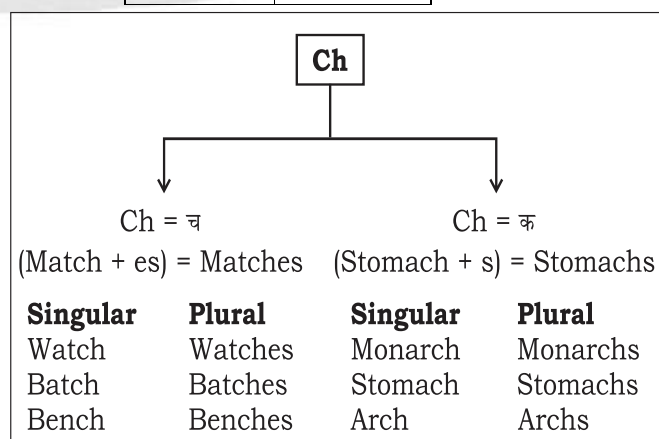 Ch
Ch = च Ch = क
(Match + es) = Matches (Stomach + s) = Stomachs
Singular Plural Singular Plural
Watch Watches Monarch Monarchs
Batch Batches Stomach Stomachs
Bench Benches Arch Archs